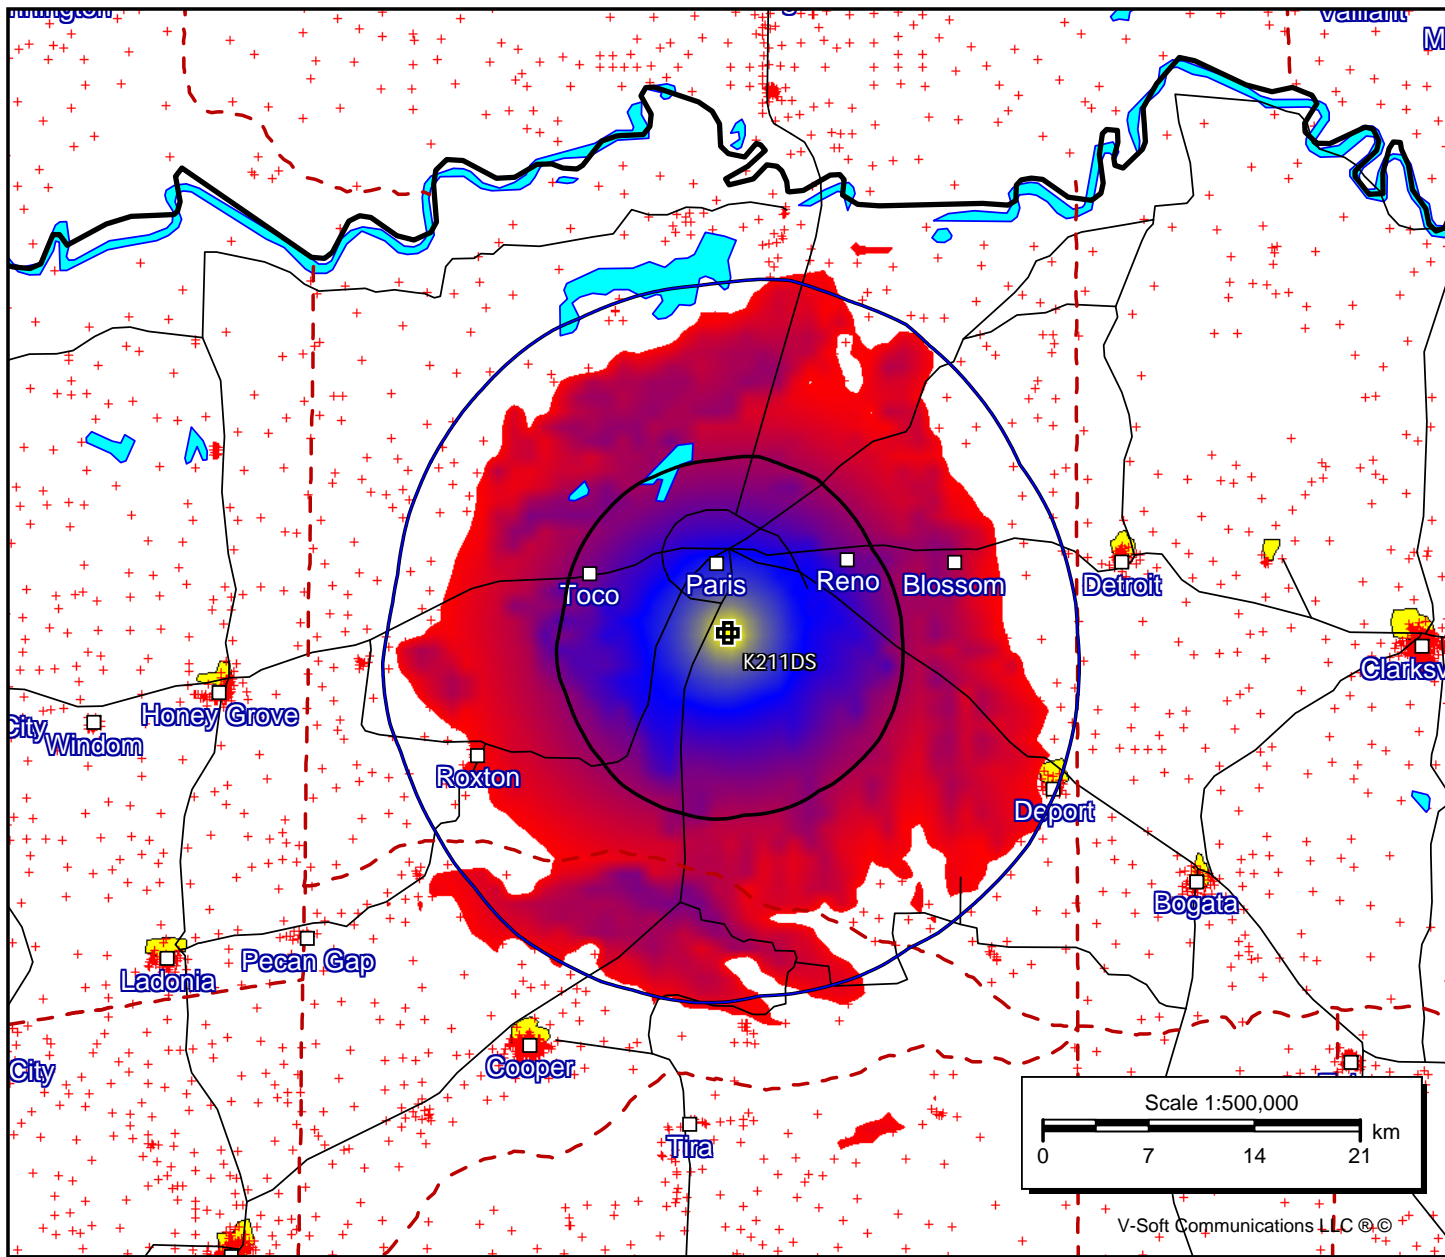 Toco
Paris
Reno
Blossom
Detroit
K211DS
Honey Grove
City
Windom
Roxton
Deport
Bogata
Pecan Gap
Ladonia
Cooper
City
Tira
Scale 1:500,000
km
0 7 14 21
V-Soft Communications LLC ® ©